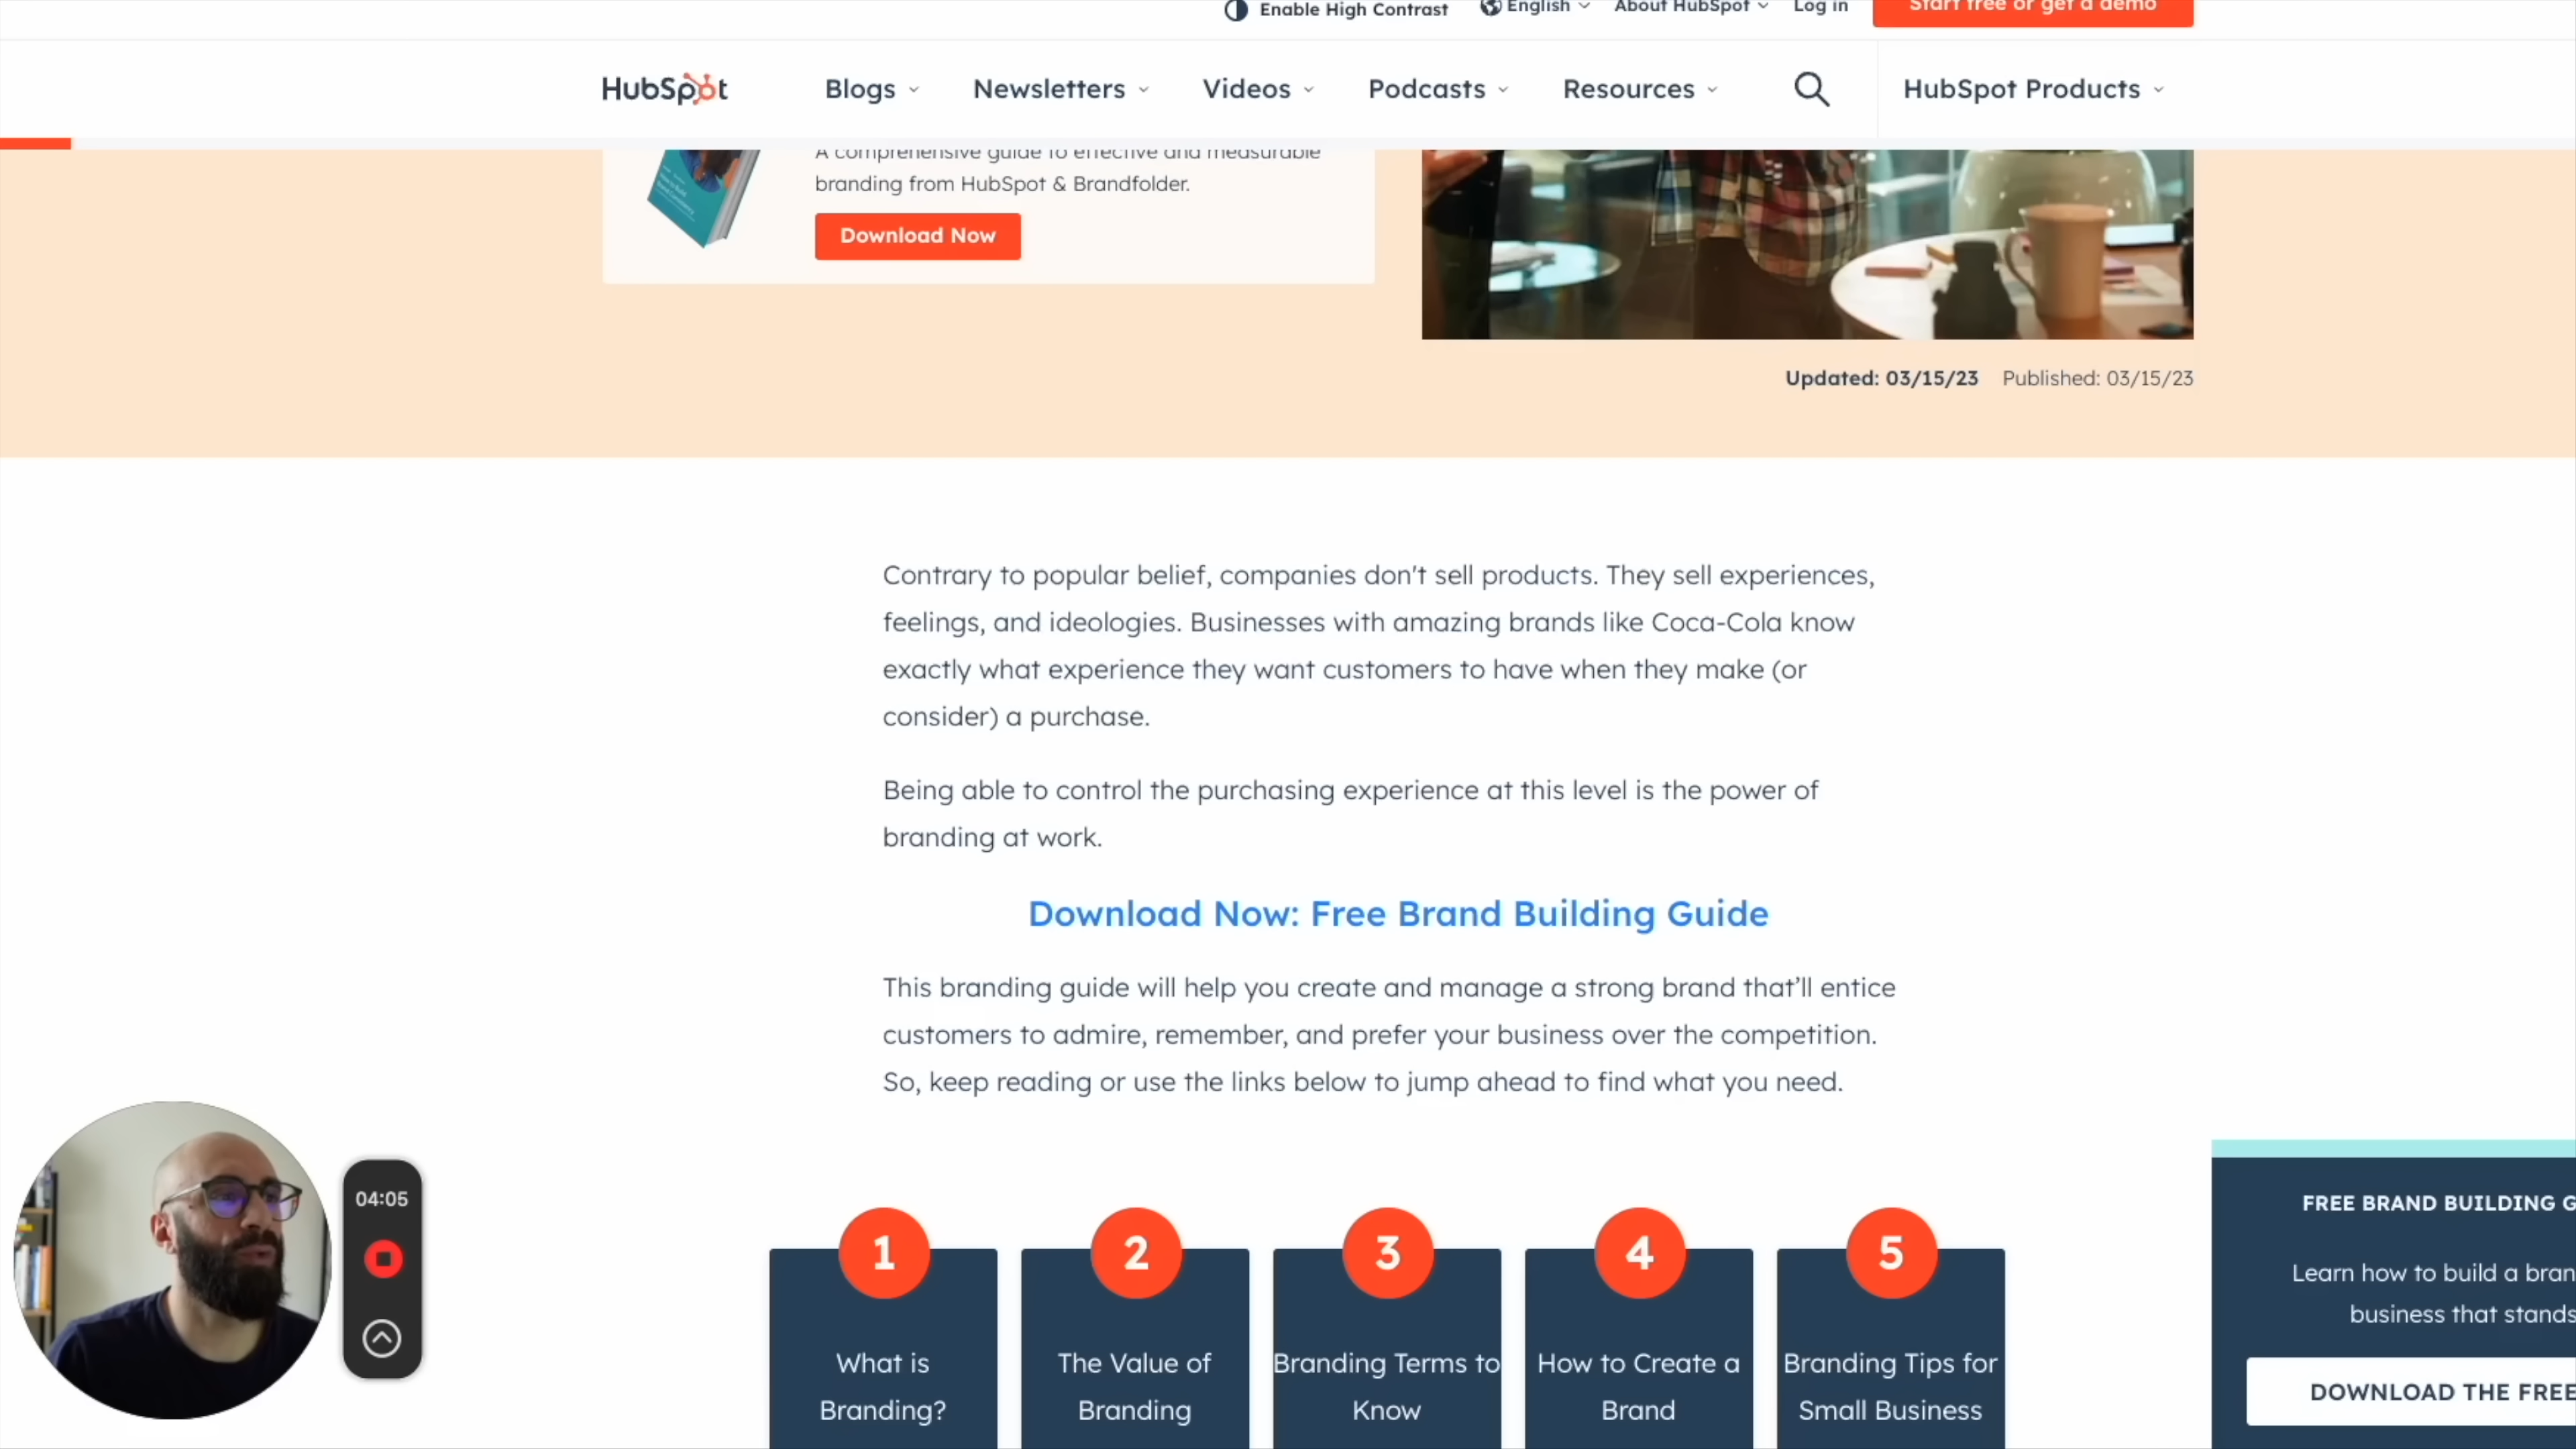 Enable High Contrast English About HubSpot Log in Start free or get a demo
HubSpot Blogs Newsletters Videos Podcasts Resources HubSpot Products
A comprehensive guide to effective and measurable
branding from HubSpot & Brandfolder.
Download Now
Updated: 03/15/23 Published: 03/15/23
Contrary to popular belief, companies don't sell products. They sell experiences,
feelings, and ideologies. Businesses with amazing brands like Coca-Cola know
exactly what experience they want customers to have when they make (or
consider) a purchase.
Being able to control the purchasing experience at this level is the power of
branding at work.
Download Now: Free Brand Building Guide
This branding guide will help you create and manage a strong brand that’ll entice
customers to admire, remember, and prefer your business over the competition.
So, keep reading or use the links below to jump ahead to find what you need.
1
What is
Branding?
2
The Value of
Branding
3
Branding Terms to
Know
4
How to Create a
Brand
5
Branding Tips for
Small Business
FREE BRAND BUILDING G
Learn how to build a bran
business that stands
DOWNLOAD THE FREE
04:05